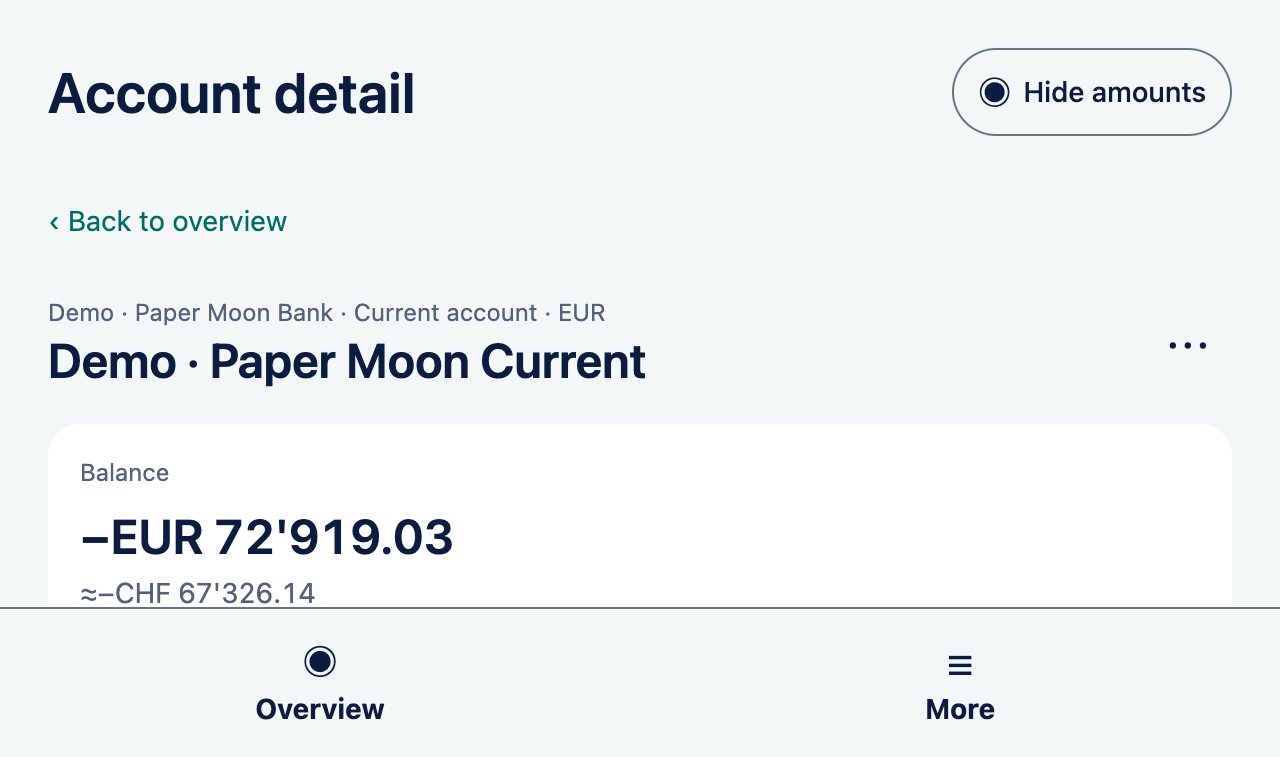 Account detail
Hide amounts
‹ Back to overview
Demo · Paper Moon Bank · Current account · EUR
Demo · Paper Moon Current
...
Balance
–EUR 72'919.03
≈–CHF 67'326.14
Overview
More